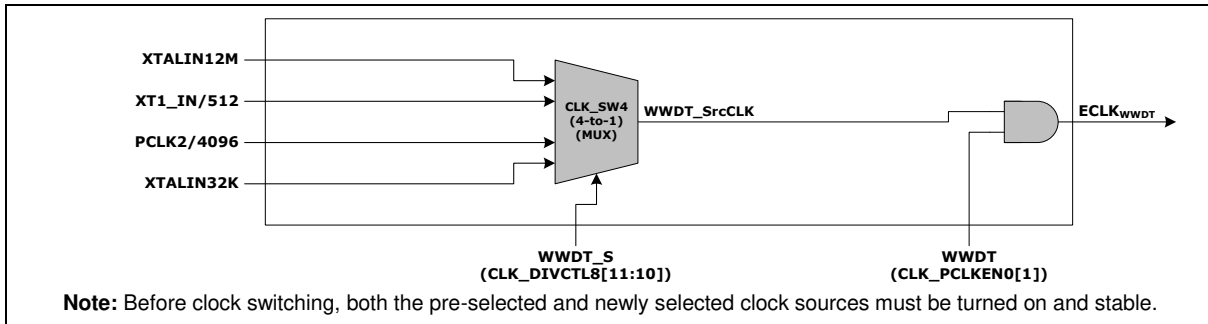 XTALIN12M
XT1_IN/512
PCLK2/4096
XTALIN32K
CLK_SW4
(4-to-1)
(MUX)
WWDT_SrcCLK
ECLKWWDT
WWDT_S
(CLK_DIVCTL8[11:10])
WWDT
(CLK_PCLKEN0[1])
Note: Before clock switching, both the pre-selected and newly selected clock sources must be turned on and stable.